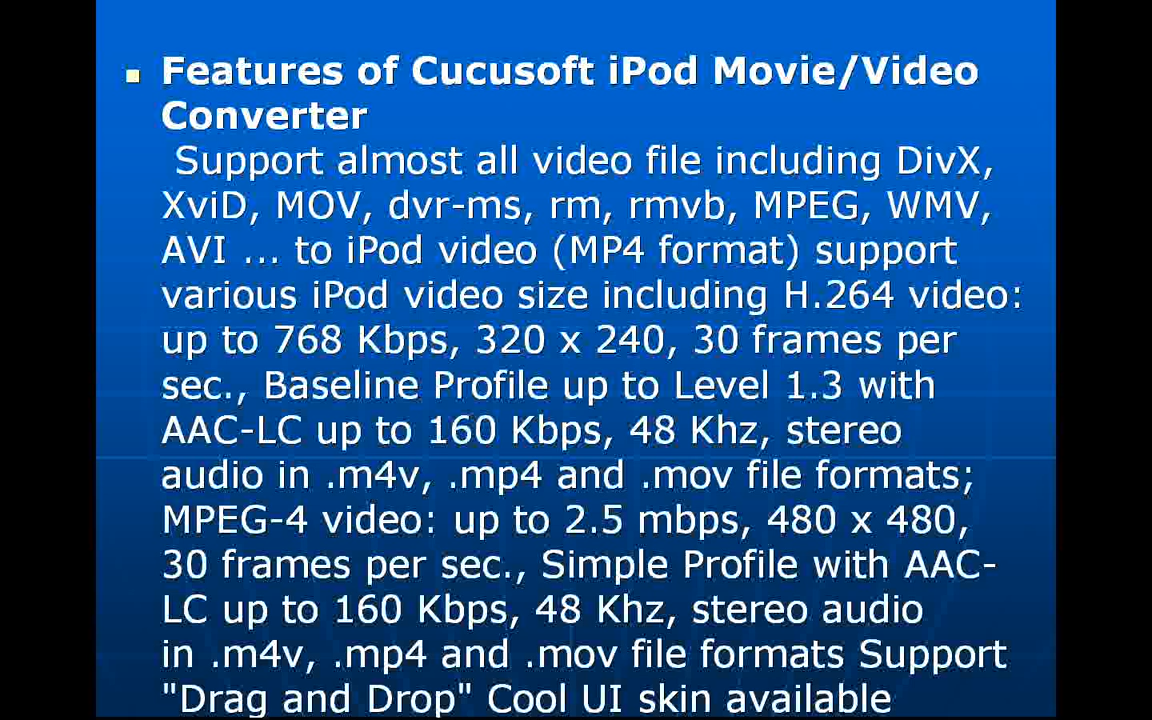 Features of Cucusoft iPod Movie/Video
Converter
Support almost all video file including DivX,
XviD, MOV, dvr-ms, rm, rmvb, MPEG, WMV,
AVI ... to iPod video (MP4 format) support
various iPod video size including H.264 video:
up to 768 Kbps, 320 x 240, 30 frames per
sec., Baseline Profile up to Level 1.3 with
AAC-LC up to 160 Kbps, 48 Khz, stereo
audio in .m4v, .mp4 and .mov file formats;
MPEG-4 video: up to 2.5 mbps, 480 x 480,
30 frames per sec., Simple Profile with AAC-
LC up to 160 Kbps, 48 Khz, stereo audio
in .m4v, .mp4 and .mov file formats Support
"Drag and Drop" Cool UI skin available